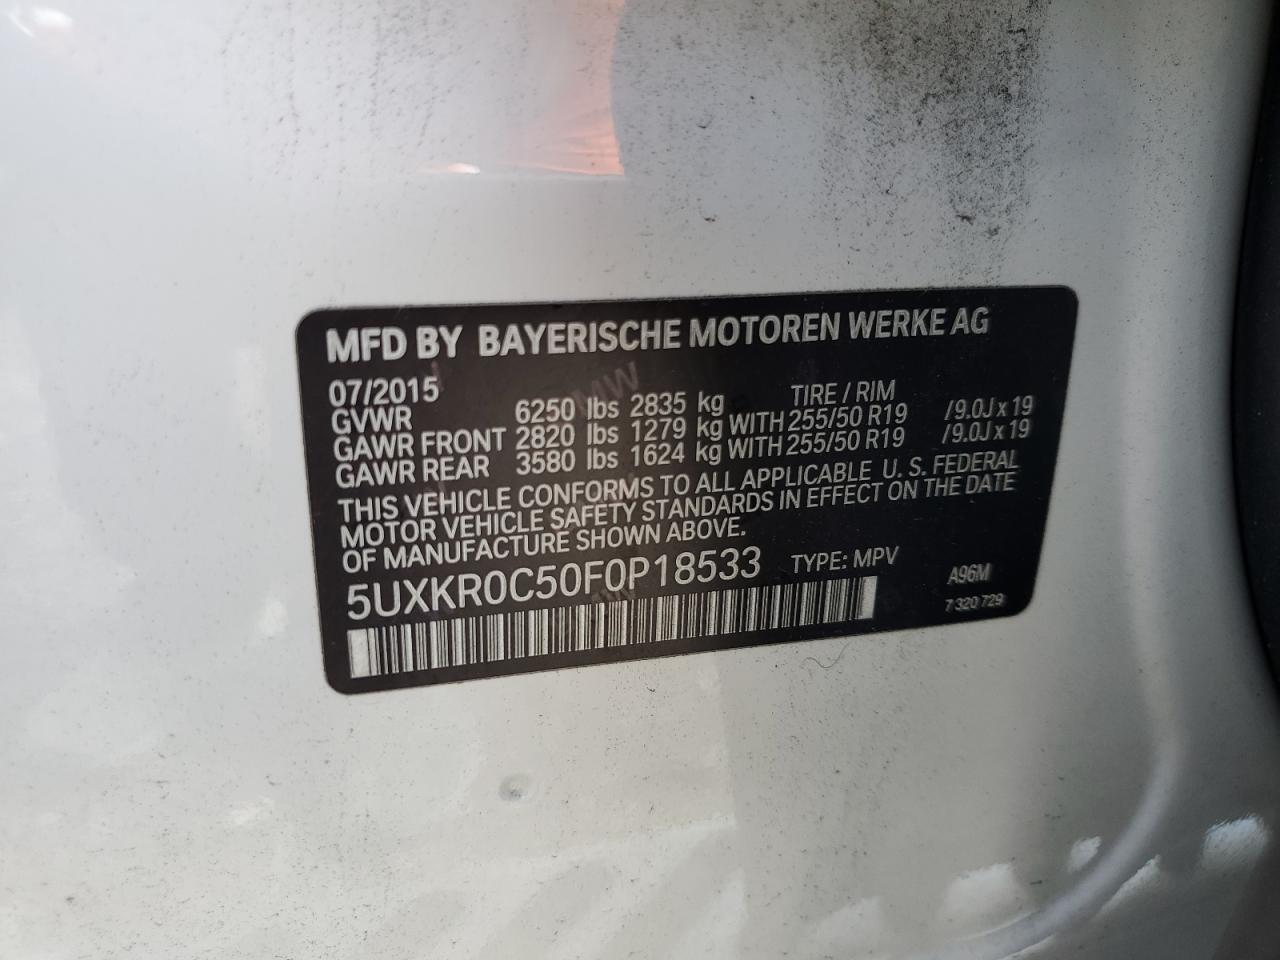 MFD BY BAYERISCHE MOTOREN WERKE AG
07/2015 TIRE / RIM
GVWR 6250 lbs 2835 kg
GAWR FRONT 2820 lbs 1279 kg WITH 255/50 R19 /9.0J x 19
GAWR REAR 3580 lbs 1624 kg WITH 255/50 R19 /9.0J x 19
THIS VEHICLE CONFORMS TO ALL APPLICABLE U. S. FEDERAL
MOTOR VEHICLE SAFETY STANDARDS IN EFFECT ON THE DATE
OF MANUFACTURE SHOWN ABOVE.
5UXKR0C50F0P18533 TYPE: MPV A96M
7 320 729